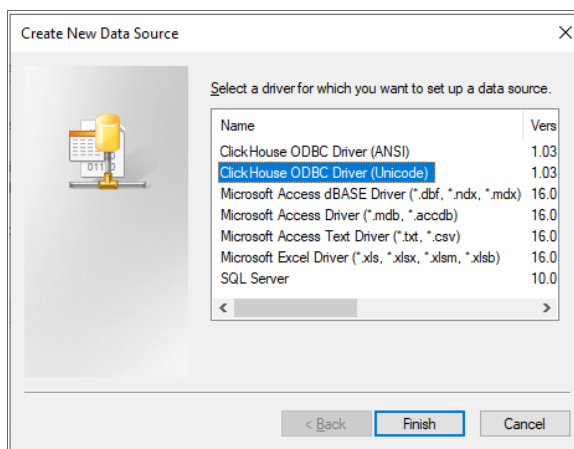 Create New Data Source
Select a driver for which you want to set up a data source.
Name Vers
ClickHouse ODBC Driver (ANSI) 1.03
ClickHouse ODBC Driver (Unicode) 1.03
Microsoft Access dBASE Driver (*.dbf, *.ndx, *.mdx) 16.0
Microsoft Access Driver (*.mdb, *.accdb) 16.0
Microsoft Access Text Driver (*.txt, *.csv) 16.0
Microsoft Excel Driver (*.xls, *.xlsx, *.xlsm, *.xlsb) 16.0
SQL Server 10.0
< Back Finish Cancel